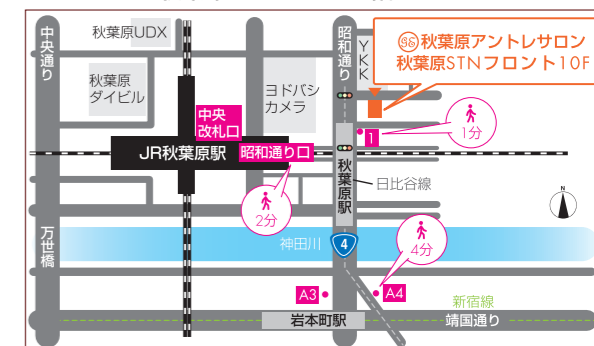 中央通り
秋葉原UDX
秋葉原
ダイビル
中央
改札口
JR秋葉原駅
昭和通り口
ヨドバシ
カメラ
昭和通り
YKK
SS秋葉原アントレサロン
秋葉原STNフロント10F
1
1分
秋葉原駅
日比谷線
2分
N
万世橋
神田川
4
4分
A3
A4
新宿線
岩本町駅
靖国通り